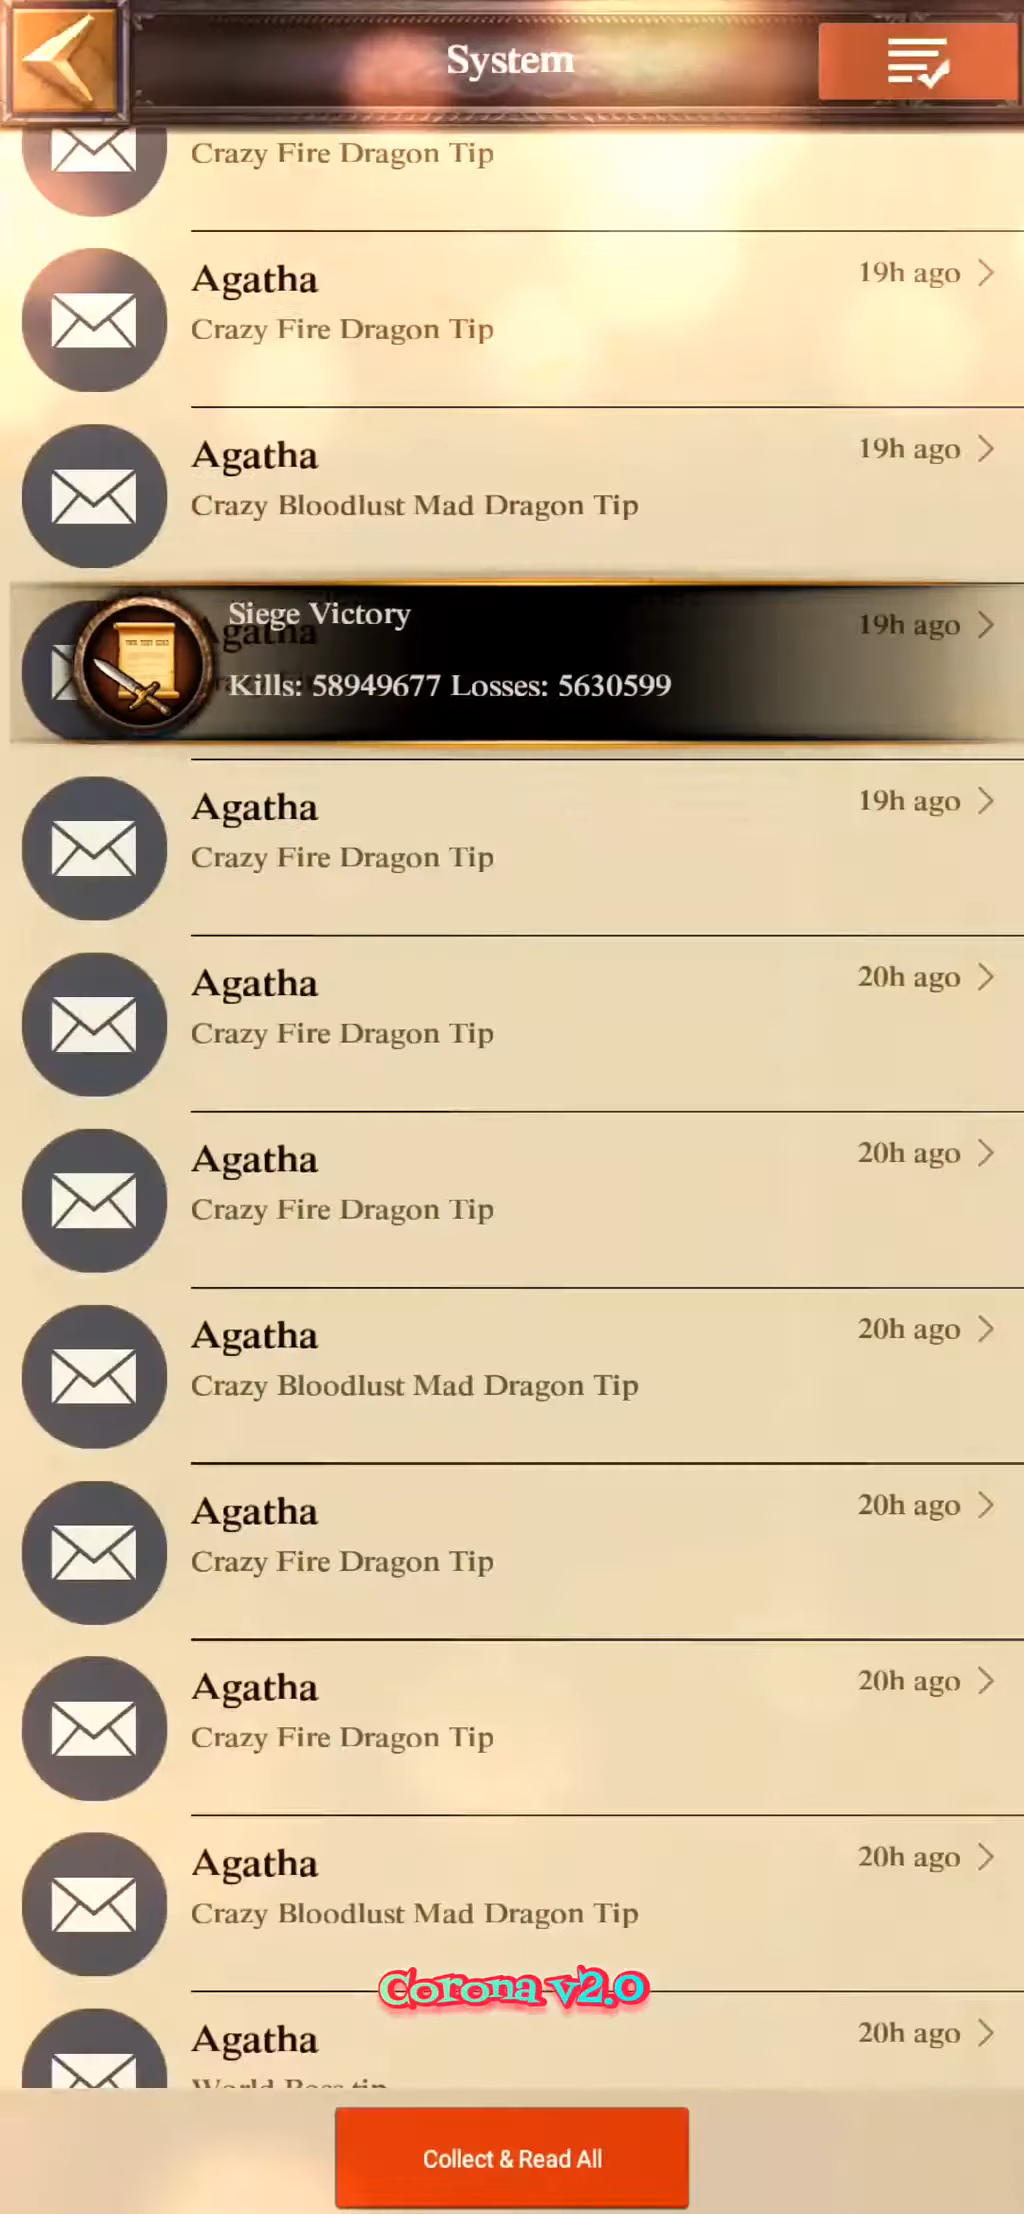 System
Crazy Fire Dragon Tip
Agatha
19h ago
Crazy Fire Dragon Tip
Agatha
19h ago
Crazy Bloodlust Mad Dragon Tip
Siege Victory
Agatha
19h ago
Kills: 58949677 Losses: 5630599
Agatha
19h ago
Crazy Fire Dragon Tip
Agatha
20h ago
Crazy Fire Dragon Tip
Agatha
20h ago
Crazy Fire Dragon Tip
Agatha
20h ago
Crazy Bloodlust Mad Dragon Tip
Agatha
20h ago
Crazy Fire Dragon Tip
Agatha
20h ago
Crazy Fire Dragon Tip
Agatha
20h ago
Crazy Bloodlust Mad Dragon Tip
Corona v2.0
Agatha
20h ago
World Boss tip
Collect & Read All